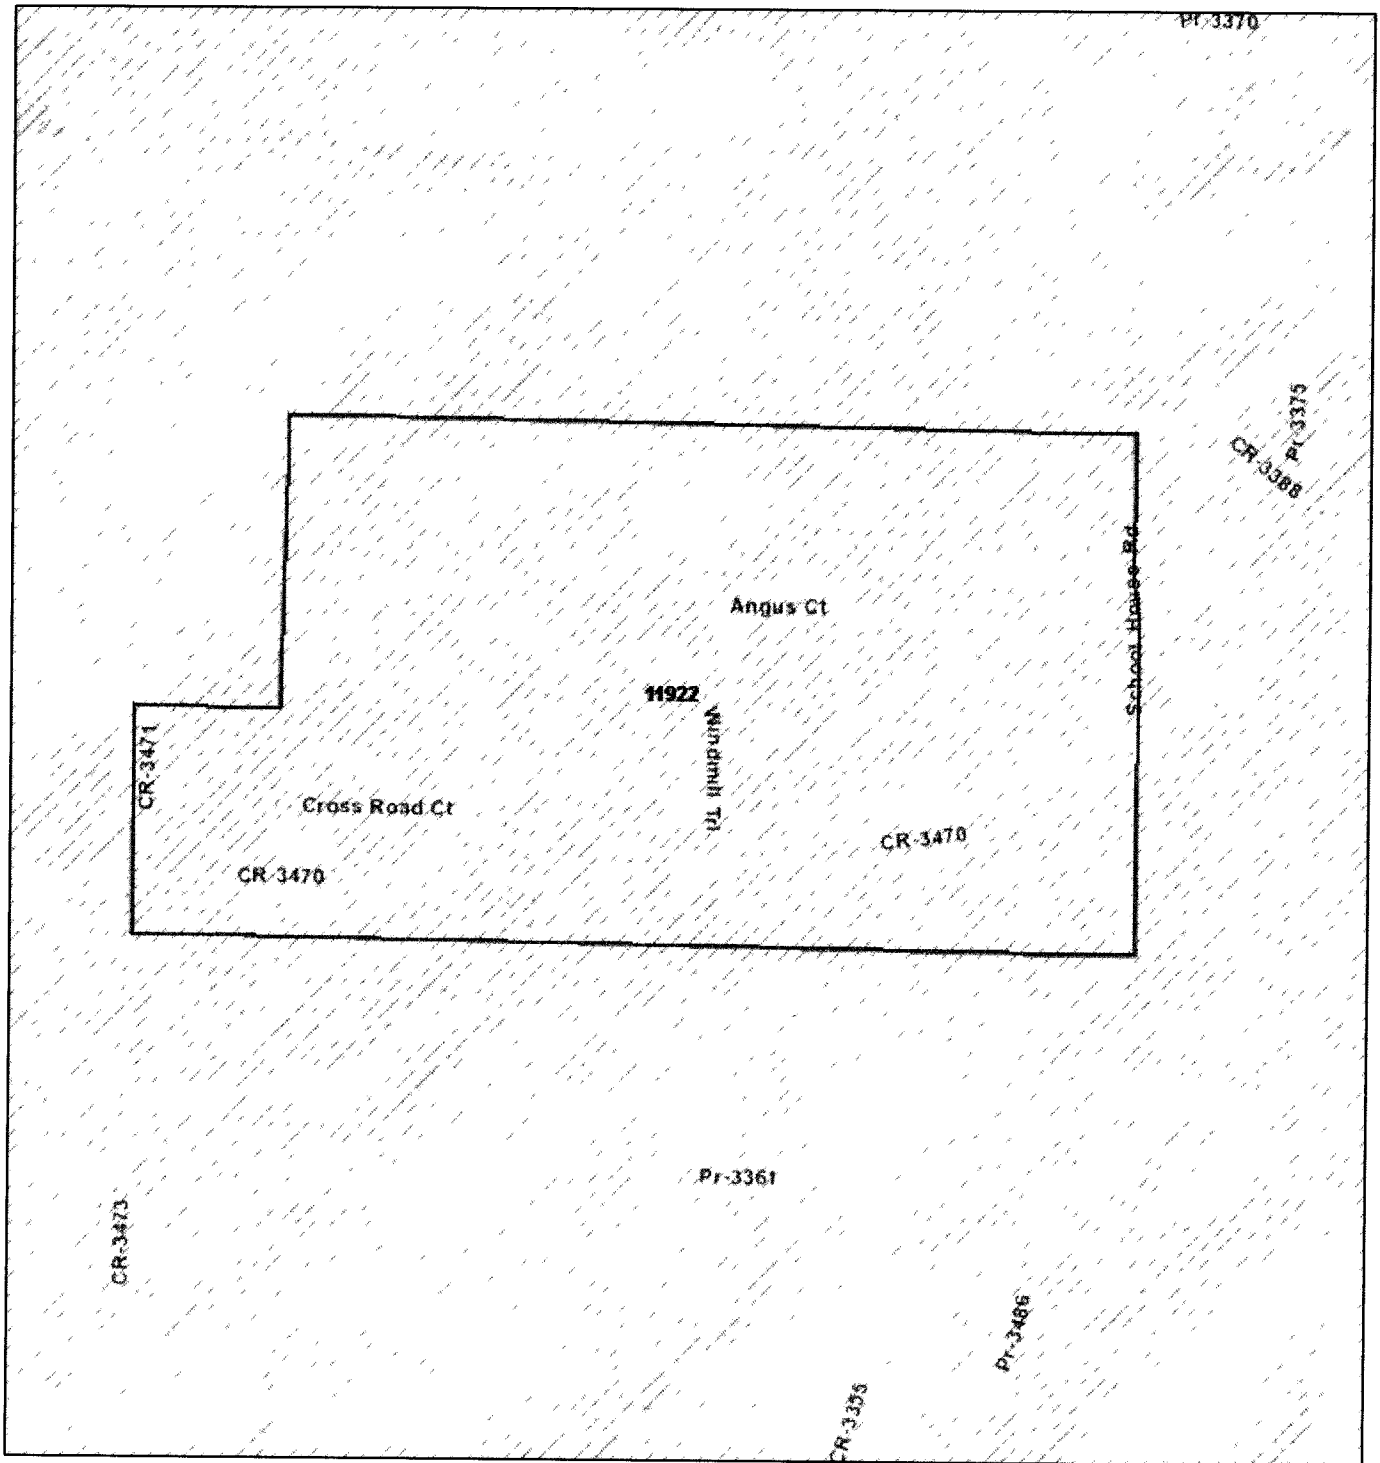 Pr-3370
Pr-3375
CR-3388
School House Rd
Angus Ct
11922
Windmill Trl
CR-3471
Cross Road Ct
CR-3470
CR-3470
Pr-3361
CR-3473
Pr-3486
CR-3355